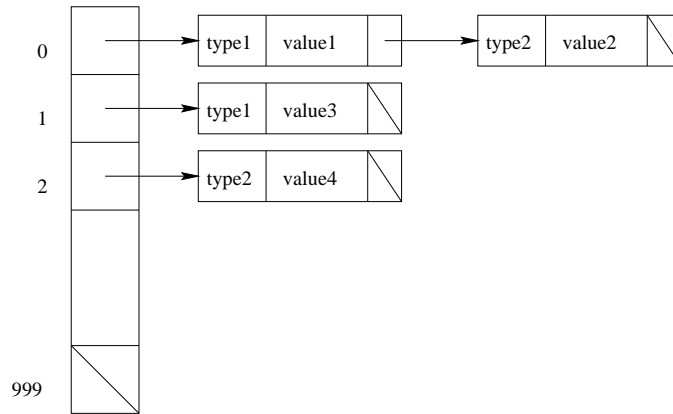 0 type1 value1 type2 value2
1 type1 value3
2 type2 value4
999